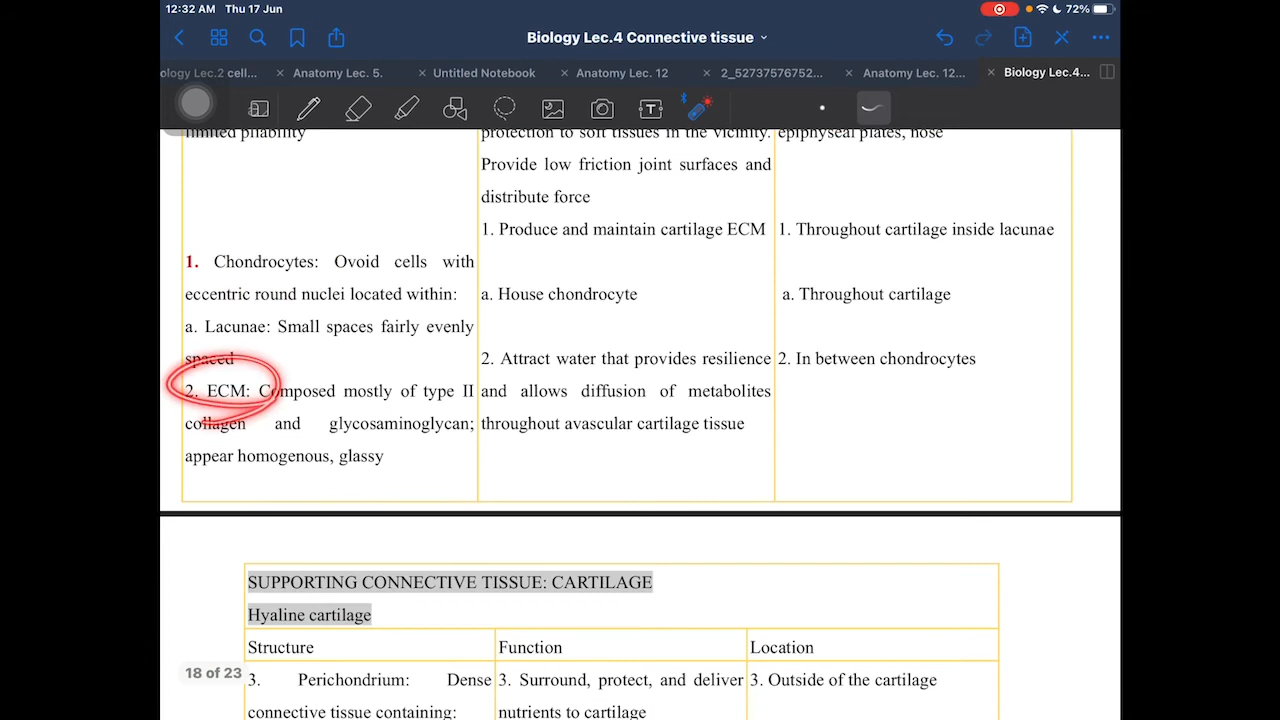 12:32 AM Thu 17 Jun
72%
Biology Lec.4 Connective tissue
ology Lec.2 cell...
Anatomy Lec. 5.
Untitled Notebook
Anatomy Lec. 12
2_52737576752...
Anatomy Lec. 12...
Biology Lec.4...
limited pliability
protection to soft tissues in the vicinity.
Provide low friction joint surfaces and
distribute force
epiphyseal plates, nose
1. Chondrocytes: Ovoid cells with
eccentric round nuclei located within:
a. Lacunae: Small spaces fairly evenly
spaced
2. ECM: Composed mostly of type II
collagen and glycosaminoglycan;
appear homogenous, glassy
1. Produce and maintain cartilage ECM
a. House chondrocyte
2. Attract water that provides resilience
and allows diffusion of metabolites
throughout avascular cartilage tissue
1. Throughout cartilage inside lacunae
a. Throughout cartilage
2. In between chondrocytes
SUPPORTING CONNECTIVE TISSUE: CARTILAGE
Hyaline cartilage
Structure
Function
Location
18 of 23
3. Perichondrium: Dense
connective tissue containing:
3. Surround, protect, and deliver
nutrients to cartilage
3. Outside of the cartilage